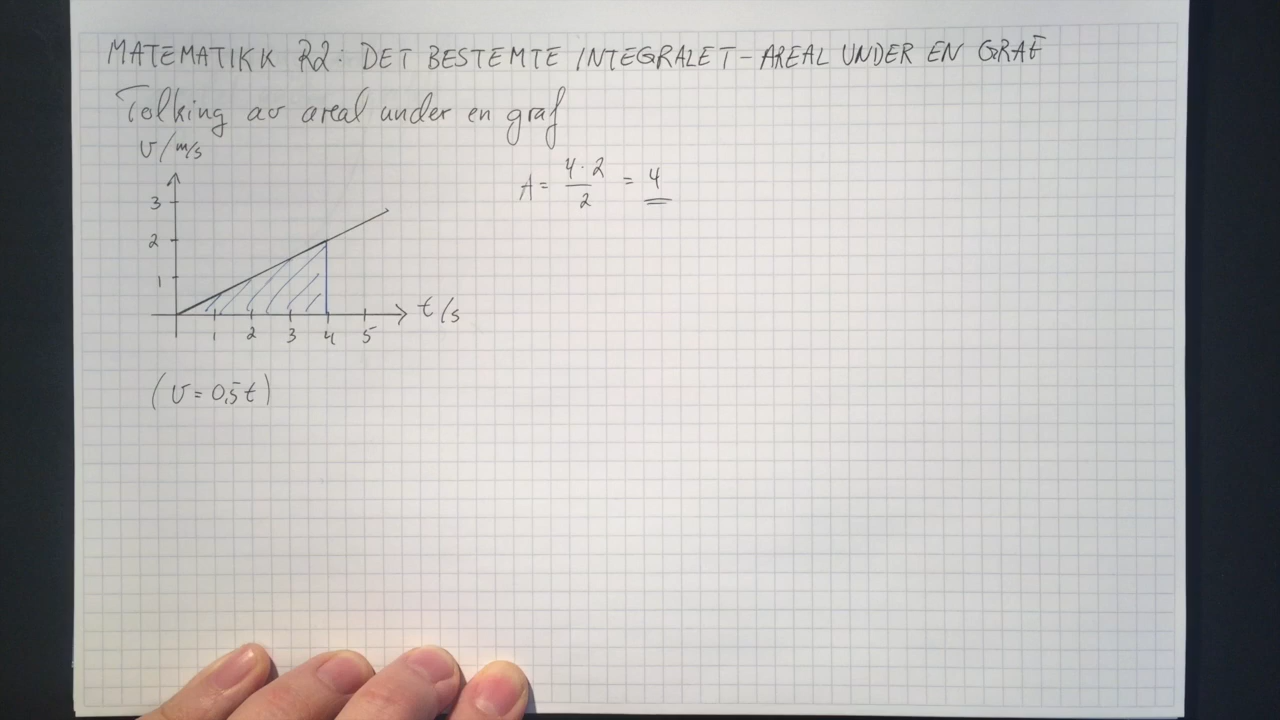 MATEMATIKK R2: DET BESTEMTE INTEGRALET - AREAL UNDER EN GRAF
Tolking av areal under en graf
v/m/s
A = 4·2/2 = 4
3
2
1
t/s
1 2 3 4 5
(v = 0,5t)